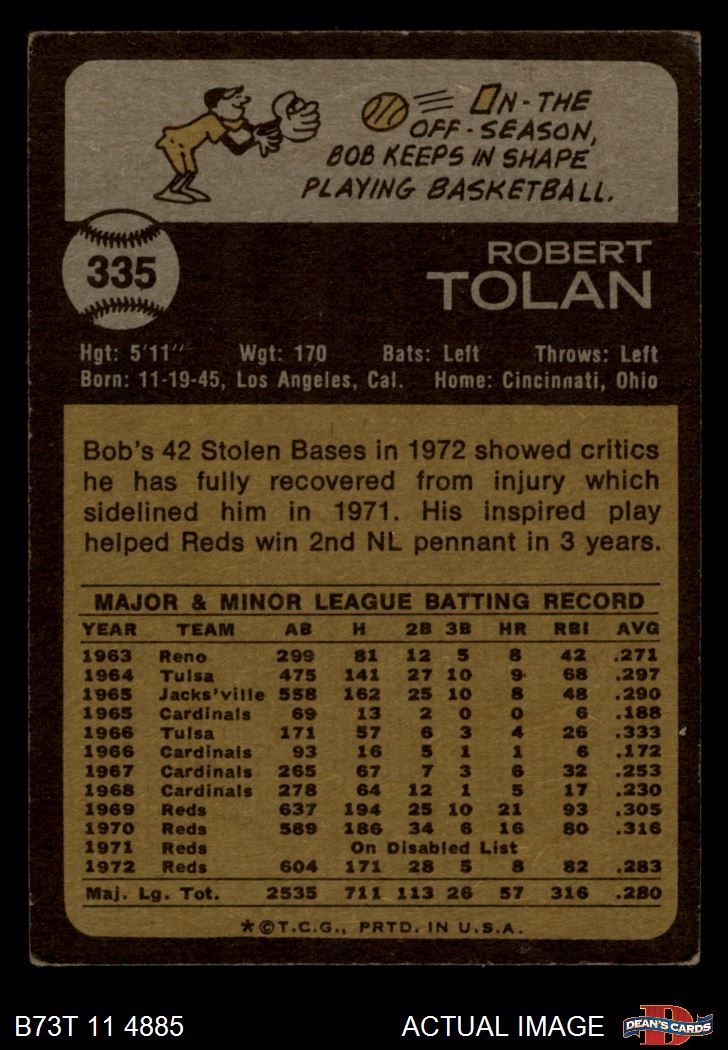 ON-THE
OFF-SEASON,
BOB KEEPS IN SHAPE
PLAYING BASKETBALL.
335
ROBERT
TOLAN
Hgt: 5'11" Wgt: 170 Bats: Left Throws: Left
Born: 11-19-45, Los Angeles, Cal. Home: Cincinnati, Ohio
Bob's 42 Stolen Bases in 1972 showed critics
he has fully recovered from injury which
sidelined him in 1971. His inspired play
helped Reds win 2nd NL pennant in 3 years.
MAJOR & MINOR LEAGUE BATTING RECORD
YEAR TEAM AB H 2B 3B HR RBI AVG
1963 Reno 299 81 12 5 8 42 .271
1964 Tulsa 475 141 27 10 9 68 .297
1965 Jacks'ville 558 162 25 10 8 48 .290
1965 Cardinals 69 13 2 0 0 6 .188
1966 Tulsa 171 57 6 3 4 26 .333
1966 Cardinals 93 16 5 1 1 6 .172
1967 Cardinals 265 67 7 3 6 32 .253
1968 Cardinals 278 64 12 1 5 17 .230
1969 Reds 637 194 25 10 21 93 .305
1970 Reds 589 186 34 6 16 80 .316
1971 Reds On Disabled List
1972 Reds 604 171 28 5 8 82 .283
Maj. Lg. Tot. 2535 711 113 26 57 316 .280
*©T.C.G., PRTD. IN U.S.A.
B73T 11 4885 ACTUAL IMAGE
D
DEAN'S CARDS